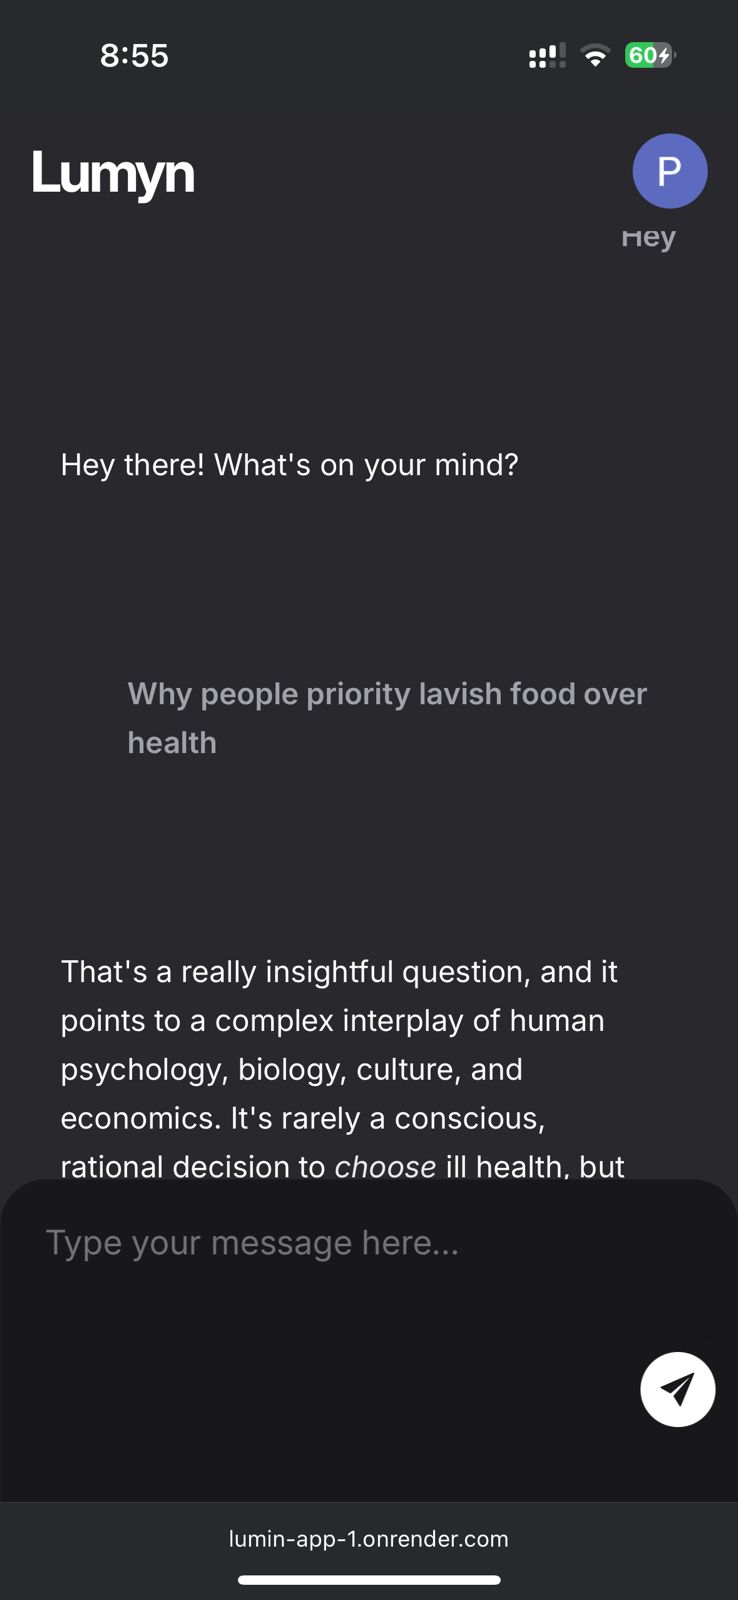 8:55
60
Lumyn
P
Hey
Hey there! What's on your mind?
Why people priority lavish food over
health
That's a really insightful question, and it
points to a complex interplay of human
psychology, biology, culture, and
economics. It's rarely a conscious,
rational decision to choose ill health, but
Type your message here...
lumin-app-1.onrender.com